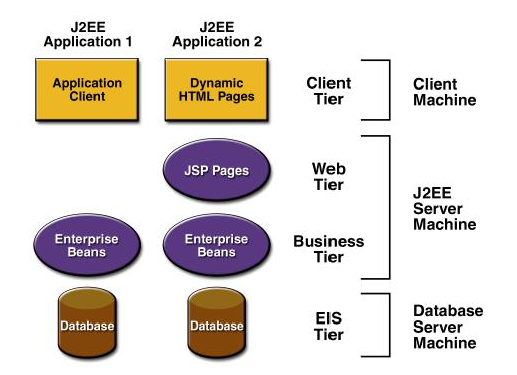 J2EE
Application 1
J2EE
Application 2
Application
Client
Dynamic
HTML Pages
Client
Tier
Client
Machine
JSP Pages
Web
Tier
J2EE
Server
Machine
Enterprise
Beans
Enterprise
Beans
Business
Tier
Database
Database
EIS
Tier
Database
Server
Machine